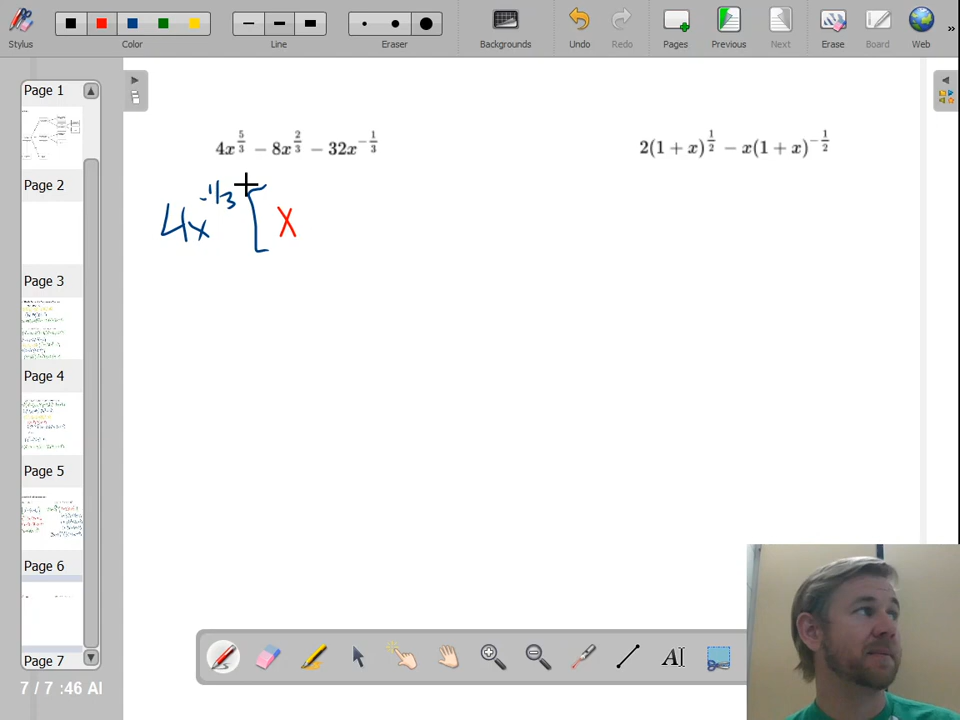 Stylus Color Line Eraser Backgrounds Undo Redo Pages Previous Next Erase Board Web »
Page 1
Page 2
Page 3
Page 4
Page 5
Page 6
Page 7
7 / 7 :46 AI
4x^{5/3} − 8x^{2/3} − 32x^{−1/3}
2(1 + x)^{1/2} − x(1 + x)^{−1/2}
4x^{-1/3} [ x
A